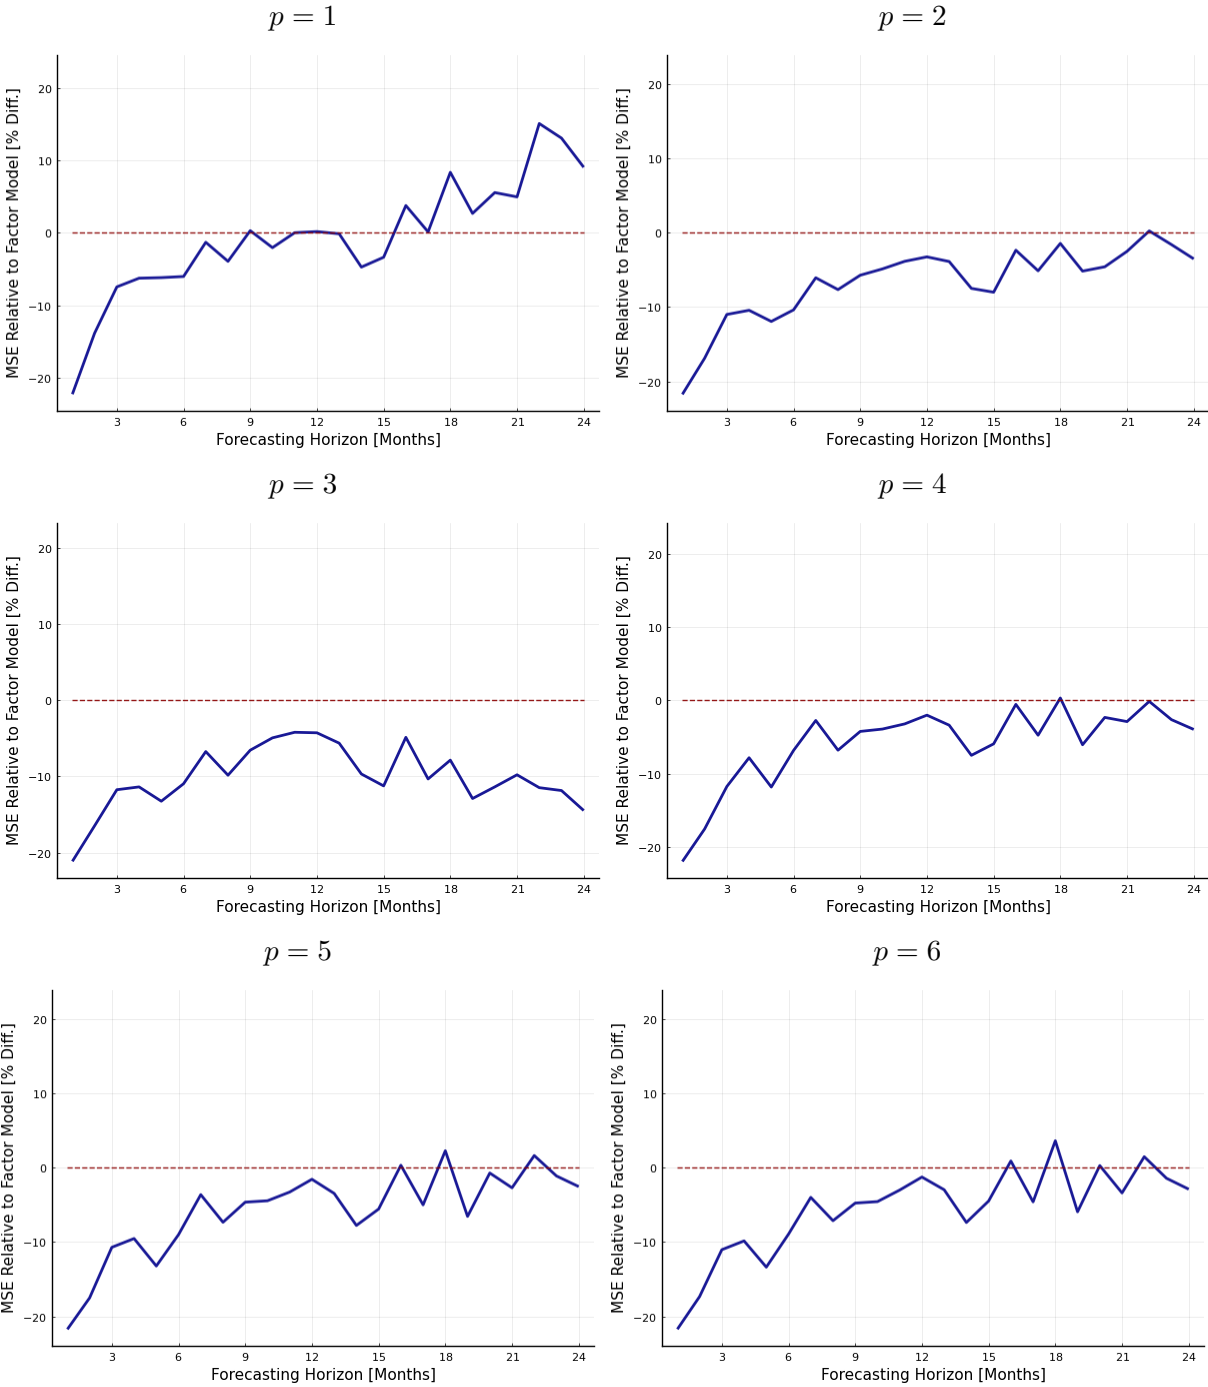 p = 1
MSE Relative to Factor Model [% Diff.]
20
10
0
−10
−20
3 6 9 12 15 18 21 24
Forecasting Horizon [Months]
p = 2
MSE Relative to Factor Model [% Diff.]
20
10
0
−10
−20
3 6 9 12 15 18 21 24
Forecasting Horizon [Months]
p = 3
MSE Relative to Factor Model [% Diff.]
20
10
0
−10
−20
3 6 9 12 15 18 21 24
Forecasting Horizon [Months]
p = 4
MSE Relative to Factor Model [% Diff.]
20
10
0
−10
−20
3 6 9 12 15 18 21 24
Forecasting Horizon [Months]
p = 5
MSE Relative to Factor Model [% Diff.]
20
10
0
−10
−20
3 6 9 12 15 18 21 24
Forecasting Horizon [Months]
p = 6
MSE Relative to Factor Model [% Diff.]
20
10
0
−10
−20
3 6 9 12 15 18 21 24
Forecasting Horizon [Months]